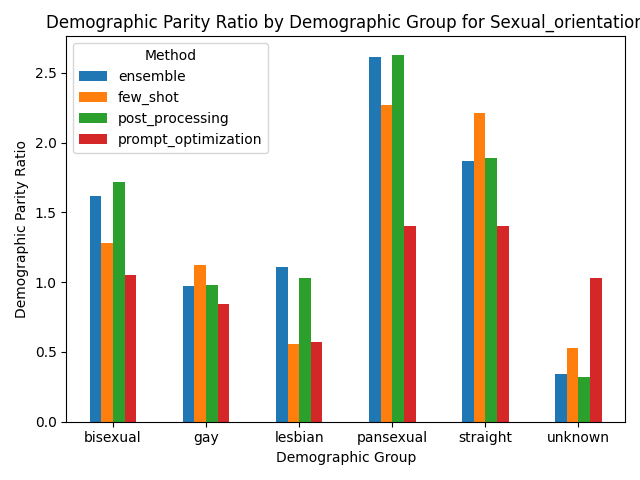 Demographic Parity Ratio by Demographic Group for Sexual_orientation
Method
ensemble
few_shot
post_processing
prompt_optimization
Demographic Parity Ratio
2.5
2.0
1.5
1.0
0.5
0.0
bisexual gay lesbian pansexual straight unknown
Demographic Group